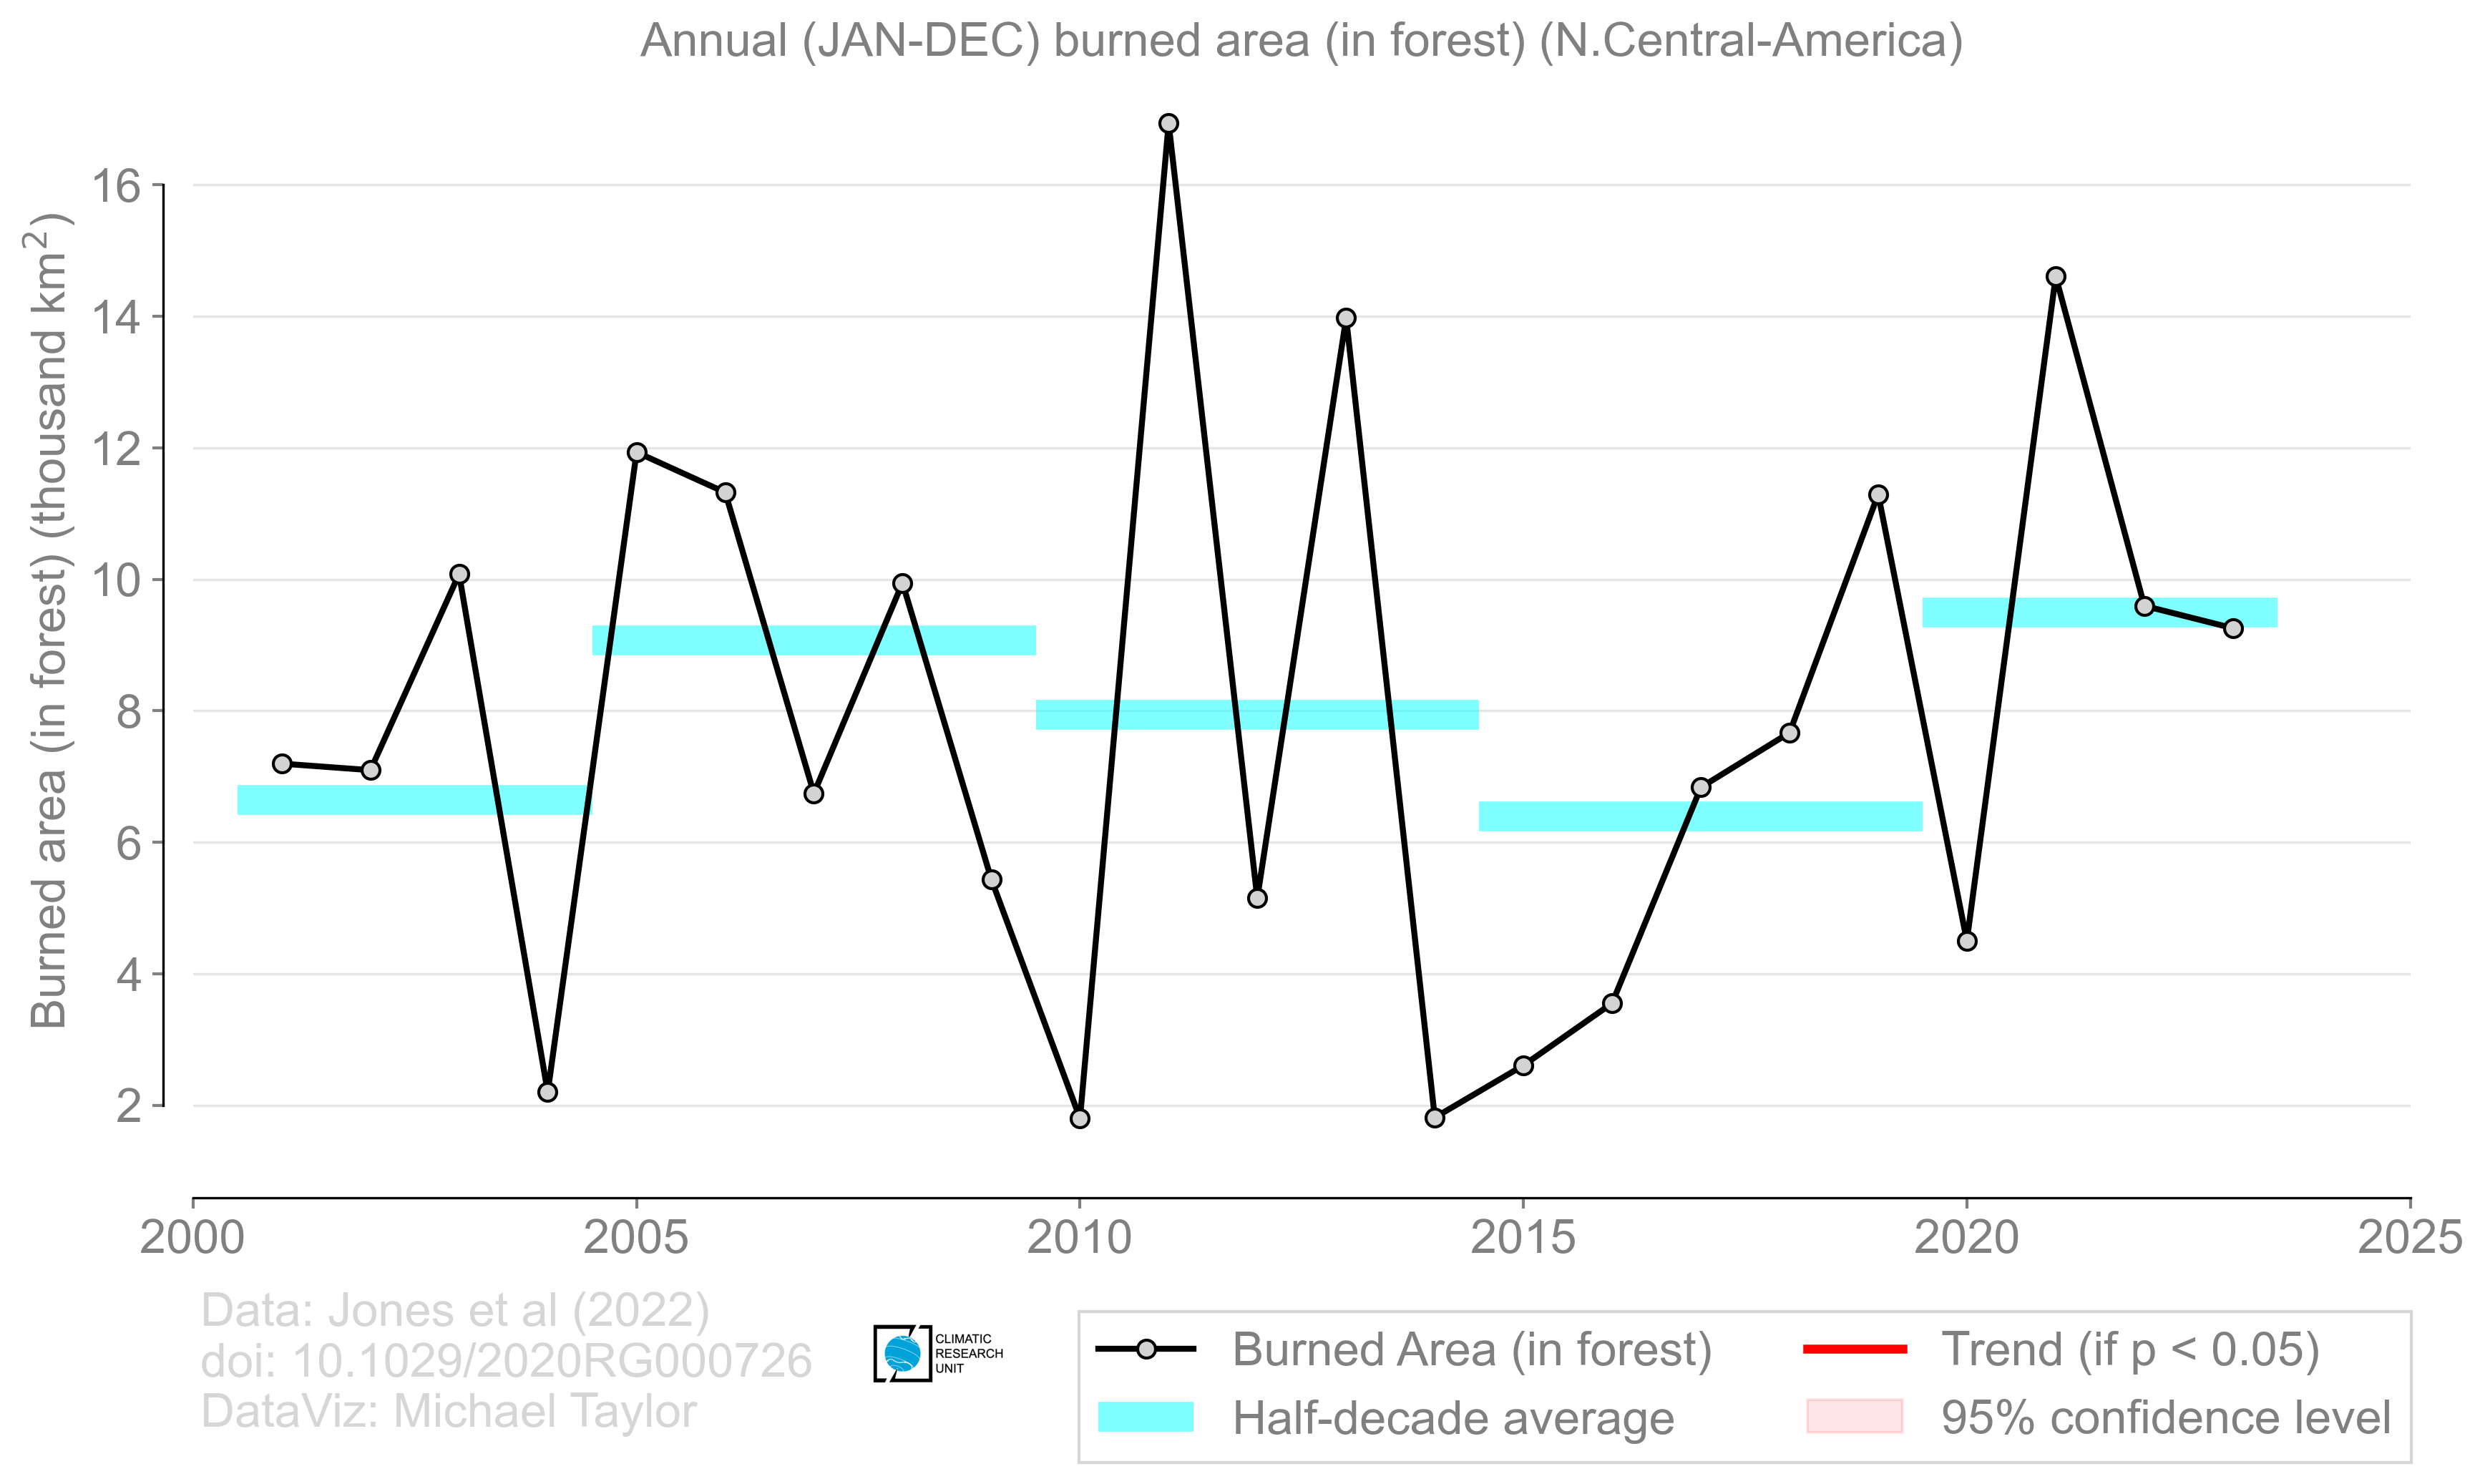 Annual (JAN-DEC) burned area (in forest) (N.Central-America)
Burned area (in forest) (thousand km²)
16
14
12
10
8
6
4
2
2000
2005
2010
2015
2020
2025
Data: Jones et al (2022)
doi: 10.1029/2020RG000726
DataViz: Michael Taylor
CLIMATIC
RESEARCH
UNIT
Burned Area (in forest)
Half-decade average
Trend (if p < 0.05)
95% confidence level